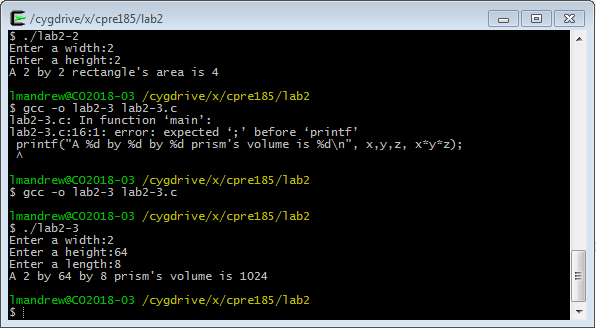 /cygdrive/x/cpre185/lab2
$ ./lab2-2
Enter a width:2
Enter a height:2
A 2 by 2 rectangle's area is 4
lmandrew@CO2018-03 /cygdrive/x/cpre185/lab2
$ gcc -o lab2-3 lab2-3.c
lab2-3.c: In function ‘main’:
lab2-3.c:16:1: error: expected ‘;’ before ‘printf’
printf("A %d by %d by %d prism's volume is %d\n", x,y,z, x*y*z);
^
lmandrew@CO2018-03 /cygdrive/x/cpre185/lab2
$ gcc -o lab2-3 lab2-3.c
lmandrew@CO2018-03 /cygdrive/x/cpre185/lab2
$ ./lab2-3
Enter a width:2
Enter a height:64
Enter a length:8
A 2 by 64 by 8 prism's volume is 1024
lmandrew@CO2018-03 /cygdrive/x/cpre185/lab2
$